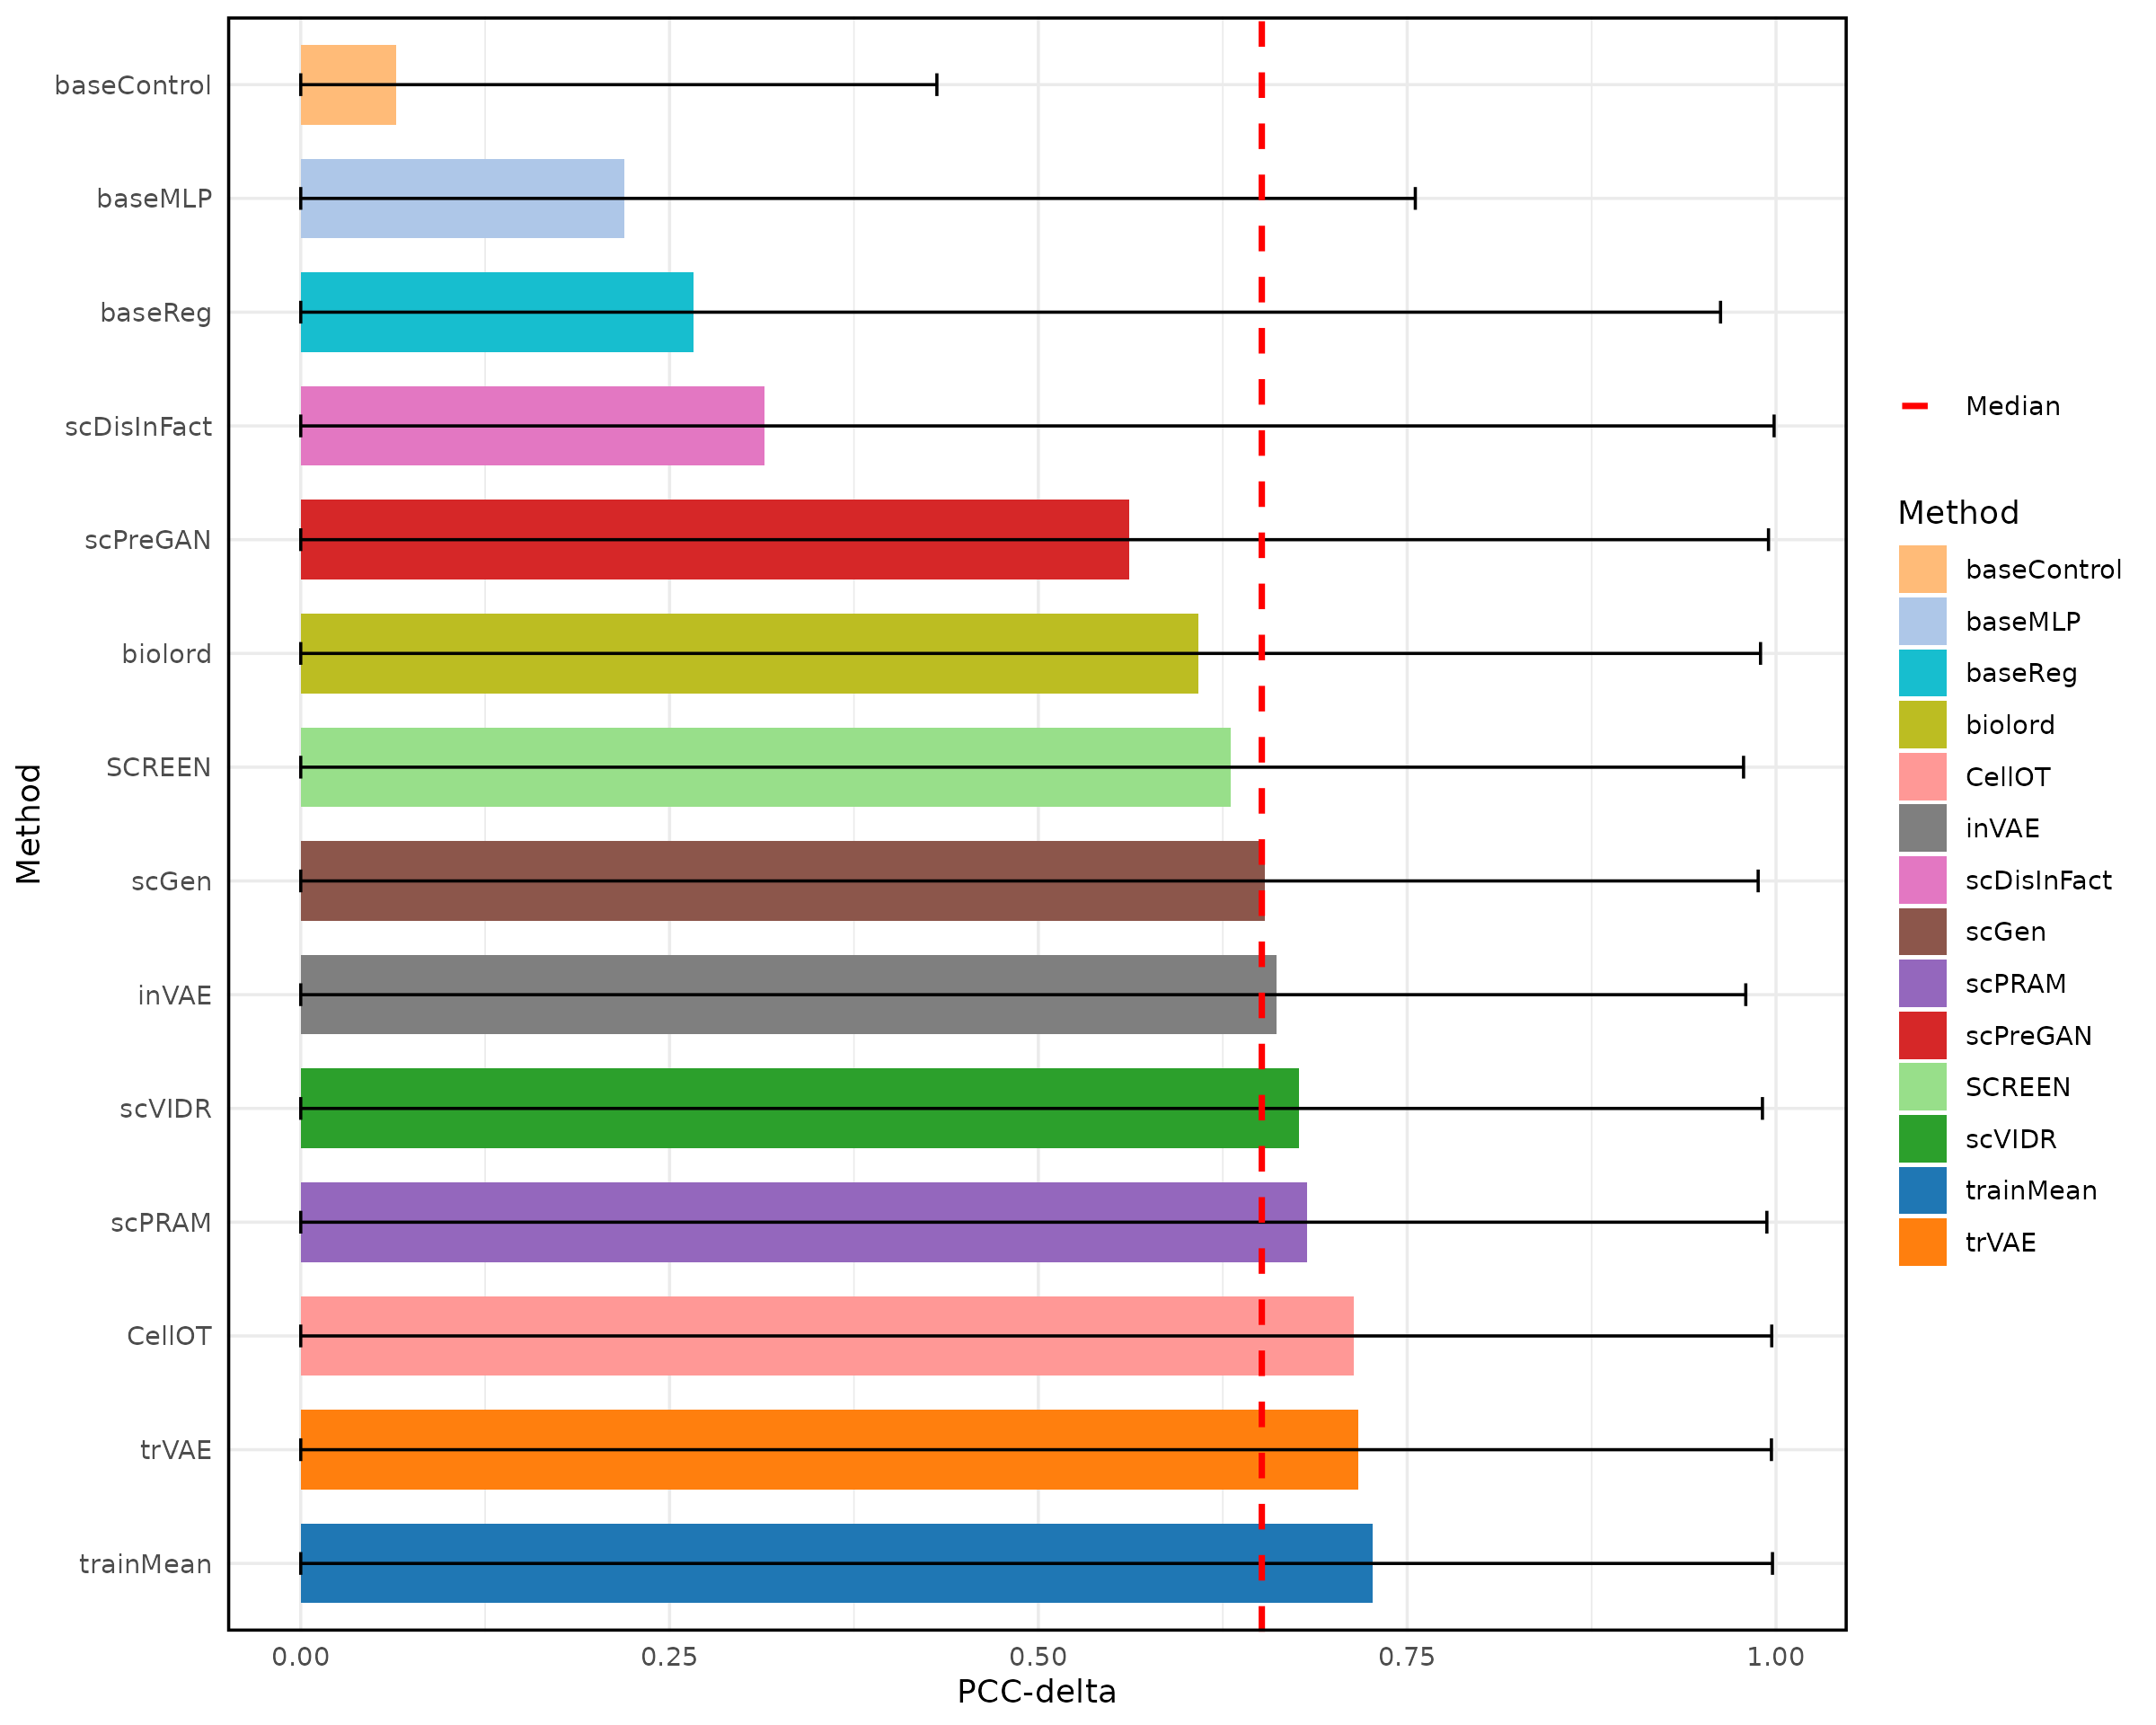 baseControl
baseMLP
baseReg
scDisInFact
scPreGAN
biolord
SCREEN
scGen
inVAE
scVIDR
scPRAM
CellOT
trVAE
trainMean
Method
0.00 0.25 0.50 0.75 1.00
PCC-delta
Median
Method
baseControl
baseMLP
baseReg
biolord
CellOT
inVAE
scDisInFact
scGen
scPRAM
scPreGAN
SCREEN
scVIDR
trainMean
trVAE